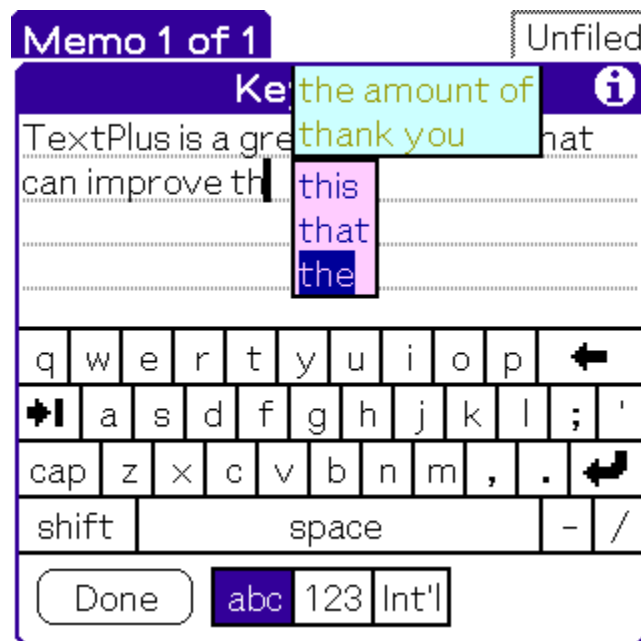 Memo 1 of 1
Unfiled
Ke
the amount of
thank you
TextPlus is a gre
hat
can improve th
this
that
the
q w e r t y u i o p
a s d f g h j k l ; '
cap z x c v b n m , .
shift space - /
Done abc 123 Int'l